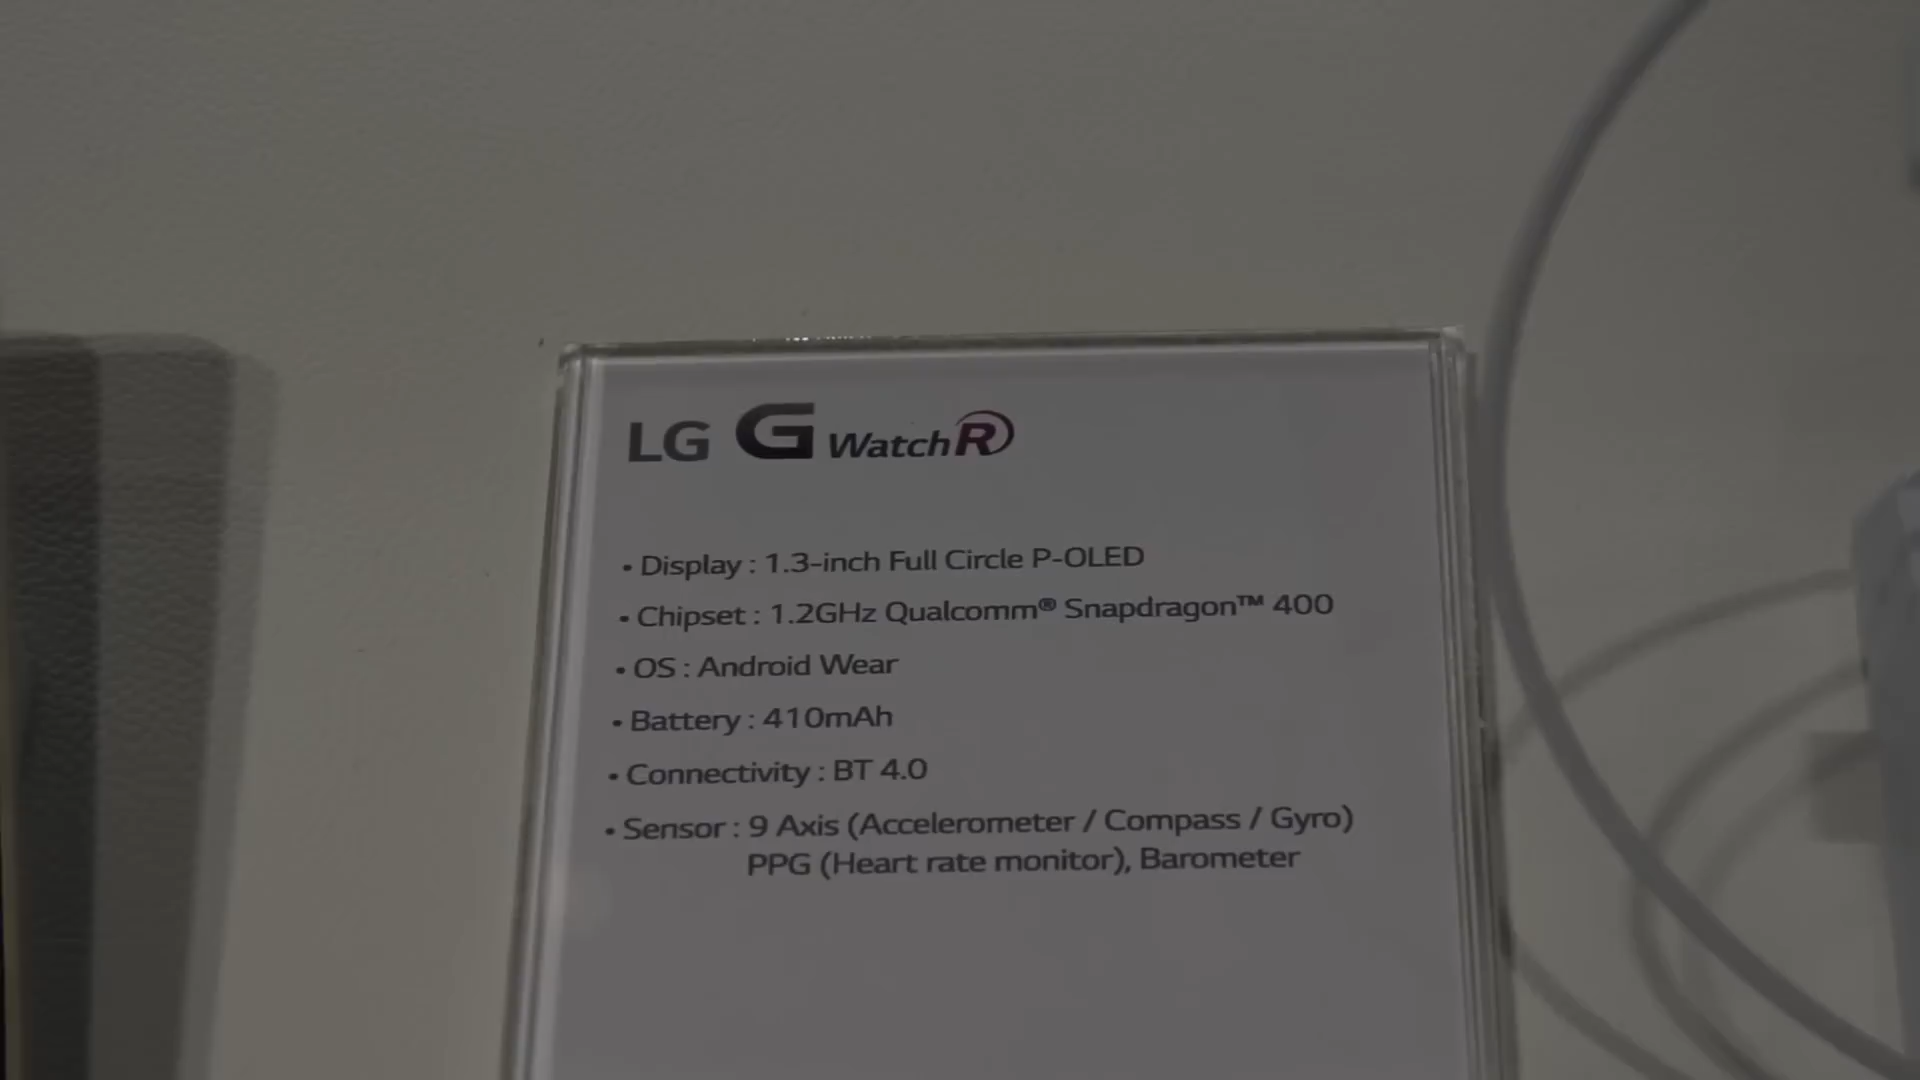 LG G Watch R
• Display : 1.3-inch Full Circle P-OLED
• Chipset : 1.2GHz Qualcomm® Snapdragon™ 400
• OS : Android Wear
• Battery : 410mAh
• Connectivity : BT 4.0
• Sensor : 9 Axis (Accelerometer / Compass / Gyro)
PPG (Heart rate monitor), Barometer